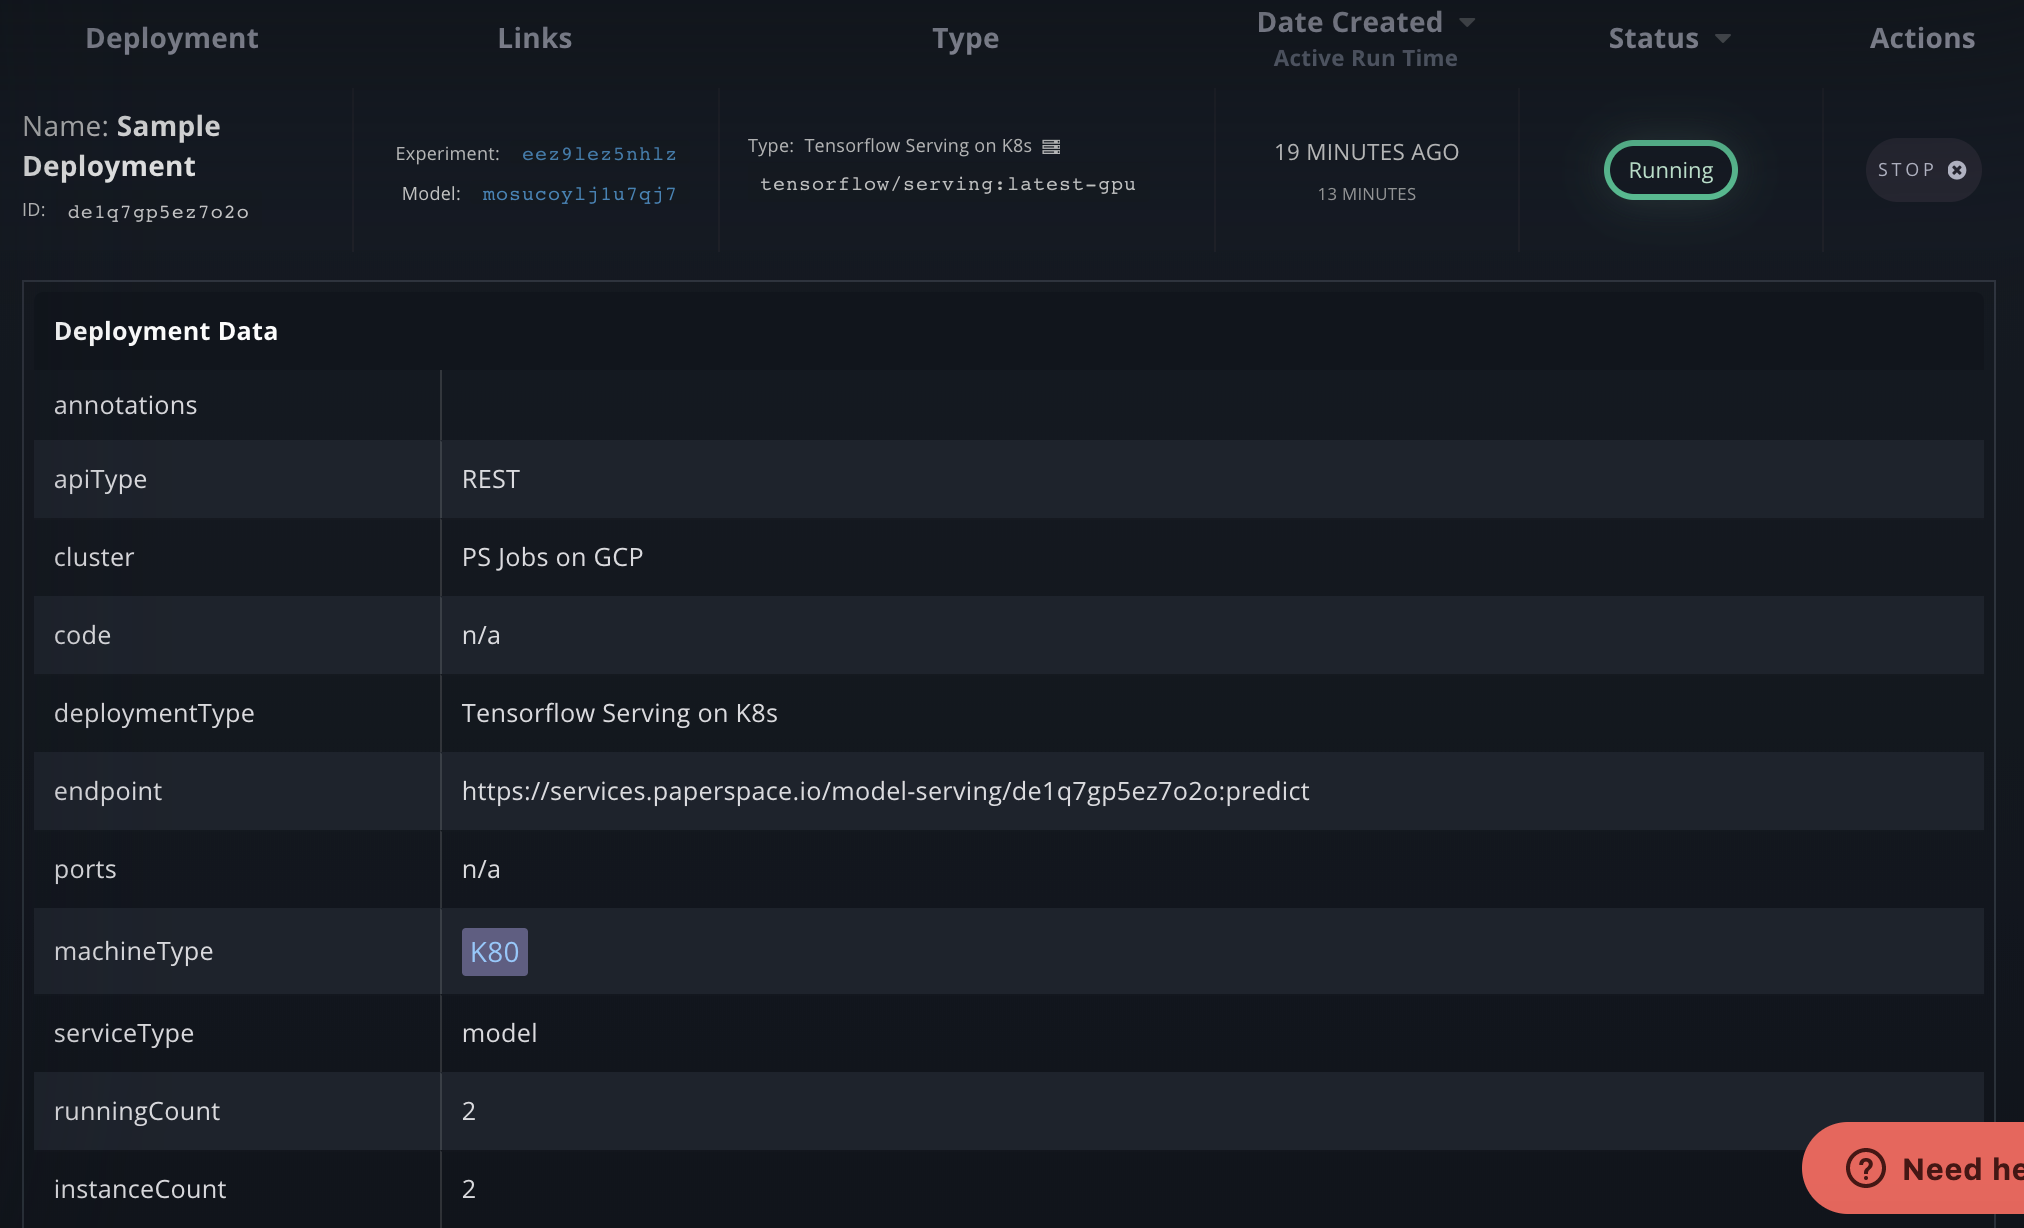 Deployment
Links
Type
Date Created
Active Run Time
Status
Actions
Name: Sample
Deployment
ID: de1q7gp5ez7o2o
Experiment: eez9lez5nhlz
Model: mosucoylj1u7qj7
Type: Tensorflow Serving on K8s
tensorflow/serving:latest-gpu
19 MINUTES AGO
13 MINUTES
Running
STOP
Deployment Data
annotations
apiType REST
cluster PS Jobs on GCP
code n/a
deploymentType Tensorflow Serving on K8s
endpoint https://services.paperspace.io/model-serving/de1q7gp5ez7o2o:predict
ports n/a
machineType K80
serviceType model
runningCount 2
instanceCount 2
Need he